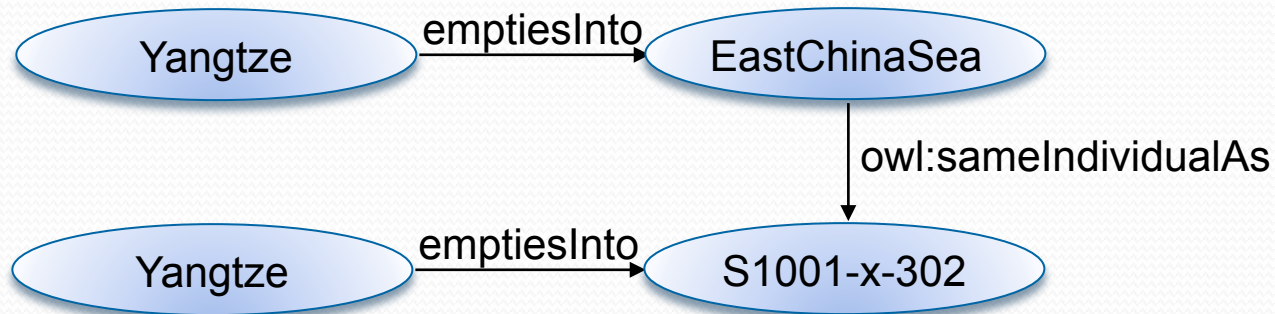 Yangtze
emptiesInto
EastChinaSea
owl:sameIndividualAs
Yangtze
emptiesInto
S1001-x-302